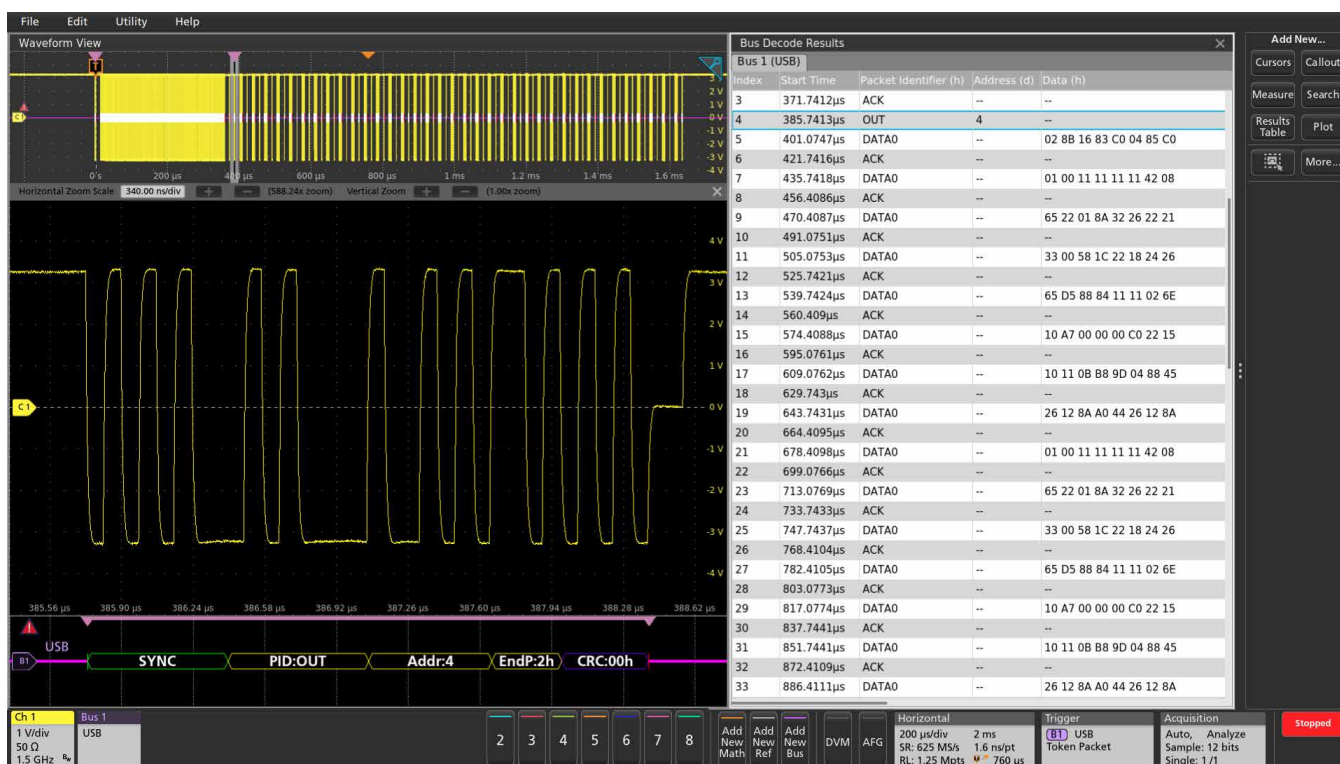 File Edit Utility Help
Waveform View
3 V
2 V
1 V
0 V
-1 V
-2 V
-3 V
-4 V
C1
0's 200 µs 400 µs 600 µs 800 µs 1 ms 1.2 ms 1.4 ms 1.6 ms
Horizontal Zoom Scale 340.00 ns/div + − (588.24x zoom) Vertical Zoom + − (1.00x zoom)
4 V
3 V
2 V
1 V
C1 0 V
-1 V
-2 V
-3 V
-4 V
385.56 µs 385.90 µs 386.24 µs 386.58 µs 386.92 µs 387.26 µs 387.60 µs 387.94 µs 388.28 µs 388.62 µs
USB
B1 SYNC PID:OUT Addr:4 EndP:2h CRC:00h
Bus Decode Results
Bus 1 (USB)
Index Start Time Packet Identifier (h) Address (d) Data (h)
3 371.7412µs ACK -- --
4 385.7413µs OUT 4 --
5 401.0747µs DATA0 -- 02 8B 16 83 C0 04 85 C0
6 421.7416µs ACK -- --
7 435.7418µs DATA0 -- 01 00 11 11 11 11 42 08
8 456.4086µs ACK -- --
9 470.4087µs DATA0 -- 65 22 01 8A 32 26 22 21
10 491.0751µs ACK -- --
11 505.0753µs DATA0 -- 33 00 58 1C 22 18 24 26
12 525.7421µs ACK -- --
13 539.7424µs DATA0 -- 65 D5 88 84 11 11 02 6E
14 560.409µs ACK -- --
15 574.4088µs DATA0 -- 10 A7 00 00 00 C0 22 15
16 595.0761µs ACK -- --
17 609.0762µs DATA0 -- 10 11 0B B8 9D 04 88 45
18 629.743µs ACK -- --
19 643.7431µs DATA0 -- 26 12 8A A0 44 26 12 8A
20 664.4095µs ACK -- --
21 678.4098µs DATA0 -- 01 00 11 11 11 11 42 08
22 699.0766µs ACK -- --
23 713.0769µs DATA0 -- 65 22 01 8A 32 26 22 21
24 733.7433µs ACK -- --
25 747.7437µs DATA0 -- 33 00 58 1C 22 18 24 26
26 768.4104µs ACK -- --
27 782.4105µs DATA0 -- 65 D5 88 84 11 11 02 6E
28 803.0773µs ACK -- --
29 817.0774µs DATA0 -- 10 A7 00 00 00 C0 22 15
30 837.7441µs ACK -- --
31 851.7441µs DATA0 -- 10 11 0B B8 9D 04 88 45
32 872.4109µs ACK -- --
33 886.4111µs DATA0 -- 26 12 8A A0 44 26 12 8A
Add New...
Cursors Callout
Measure Search
Results Table Plot
More...
Ch 1
1 V/div
50 Ω
1.5 GHz Bw
Bus 1
USB
2 3 4 5 6 7 8
Add New Math
Add New Ref
Add New Bus
DVM AFG
Horizontal
200 µs/div 2 ms
SR: 625 MS/s 1.6 ns/pt
RL: 1.25 Mpts 760 µs
Trigger
B1 USB
Token Packet
Acquisition
Auto, Analyze
Sample: 12 bits
Single: 1 /1
Stopped